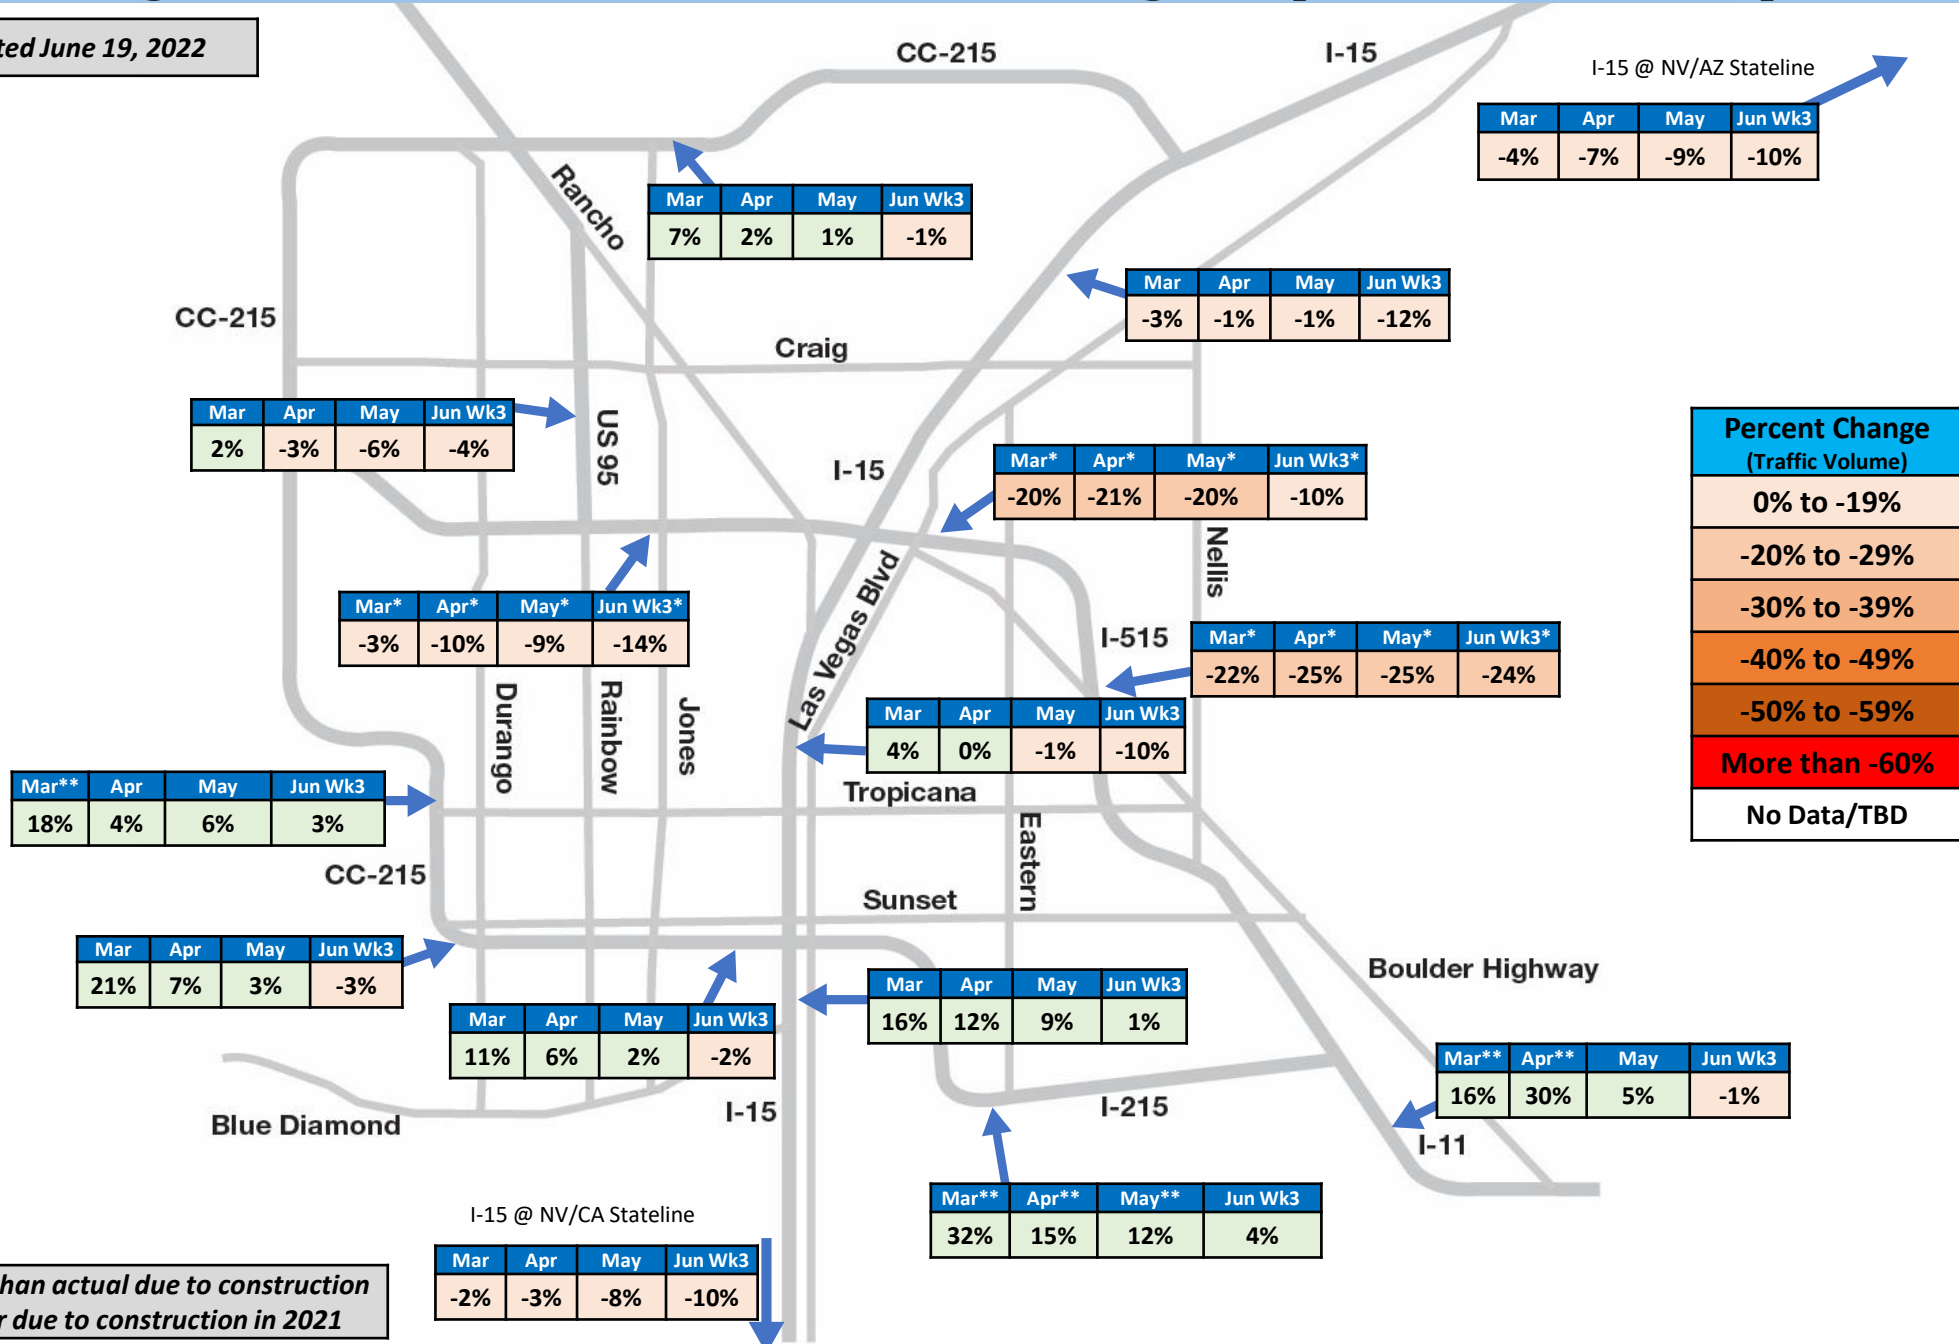 June 19, 2022
CC-215
I-15
I-15 @ NV/AZ Stateline
Mar Apr May Jun Wk3
-4% -7% -9% -10%
Rancho
Mar Apr May Jun Wk3
7% 2% 1% -1%
Mar Apr May Jun Wk3
-3% -1% -1% -12%
CC-215
Craig
Mar Apr May Jun Wk3
2% -3% -6% -4%
US 95
I-15
Mar* Apr* May* Jun Wk3*
-20% -21% -20% -10%
Percent Change
(Traffic Volume)
0% to -19%
-20% to -29%
-30% to -39%
-40% to -49%
-50% to -59%
More than -60%
No Data/TBD
Nellis
Las Vegas Blvd
Mar* Apr* May* Jun Wk3*
-3% -10% -9% -14%
I-515
Mar* Apr* May* Jun Wk3*
-22% -25% -25% -24%
Durango
Rainbow
Jones
Mar Apr May Jun Wk3
4% 0% -1% -10%
Mar** Apr May Jun Wk3
18% 4% 6% 3%
Tropicana
Eastern
CC-215
Sunset
Mar Apr May Jun Wk3
21% 7% 3% -3%
Boulder Highway
Mar Apr May Jun Wk3
16% 12% 9% 1%
Mar Apr May Jun Wk3
11% 6% 2% -2%
Mar** Apr** May Jun Wk3
16% 30% 5% -1%
Blue Diamond
I-15
I-215
I-11
Mar** Apr** May** Jun Wk3
32% 15% 12% 4%
I-15 @ NV/CA Stateline
Mar Apr May Jun Wk3
-2% -3% -8% -10%
than actual due to construction
due to construction in 2021